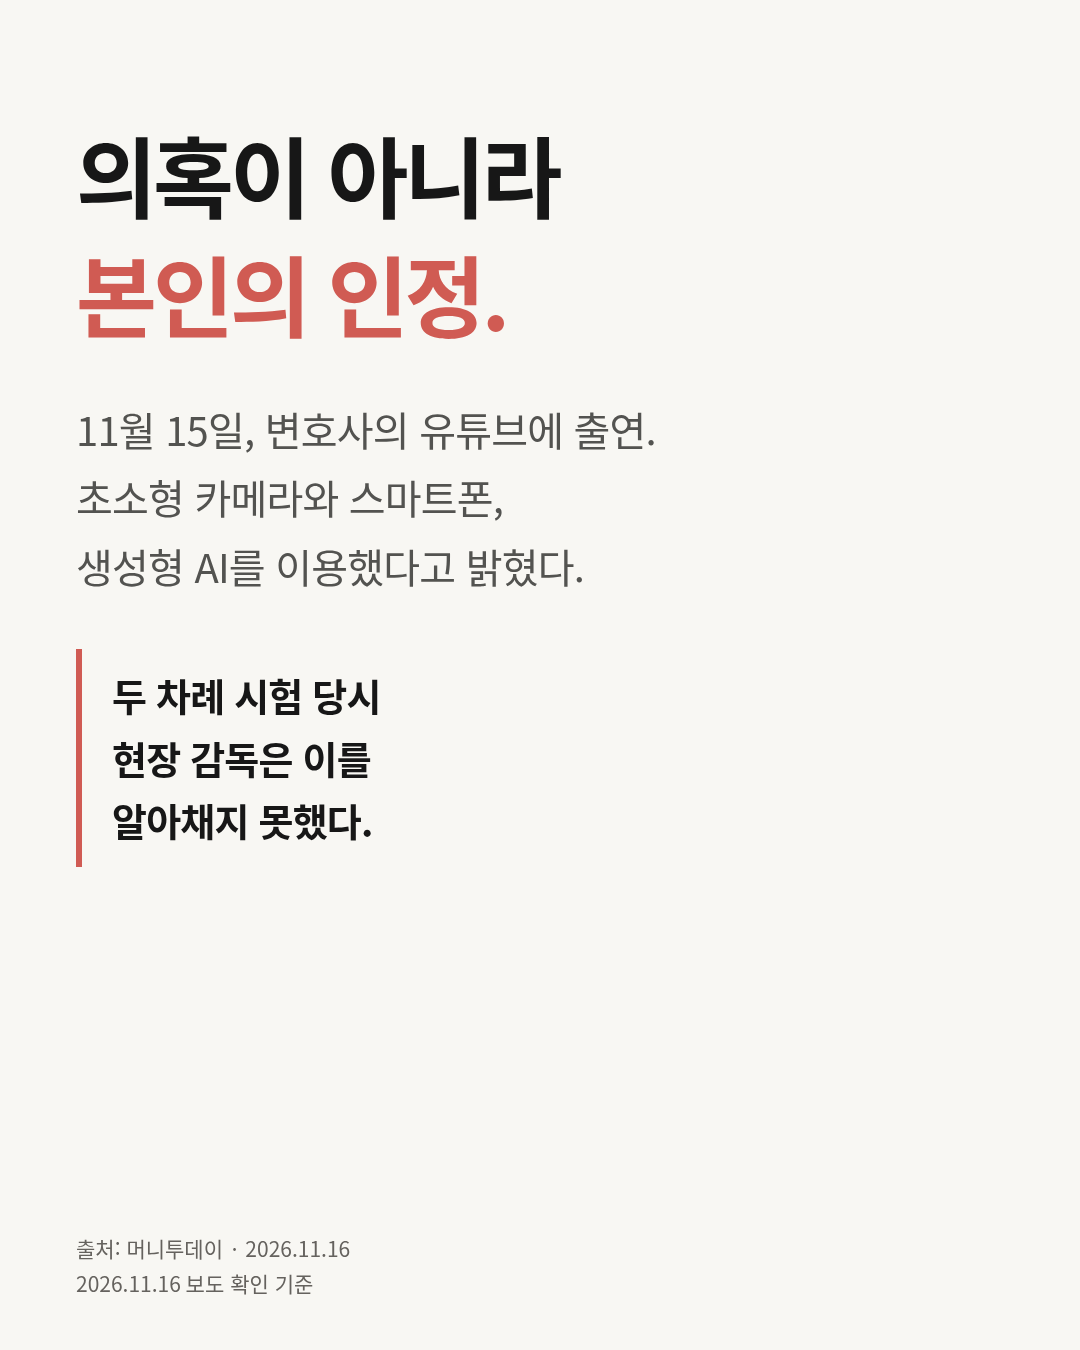 의혹이 아니라
본인의 인정.
11월 15일, 변호사의 유튜브에 출연.
초소형 카메라와 스마트폰,
생성형 AI를 이용했다고 밝혔다.
두 차례 시험 당시
현장 감독은 이를
알아채지 못했다.
출처: 머니투데이 · 2026.11.16
2026.11.16 보도 확인 기준